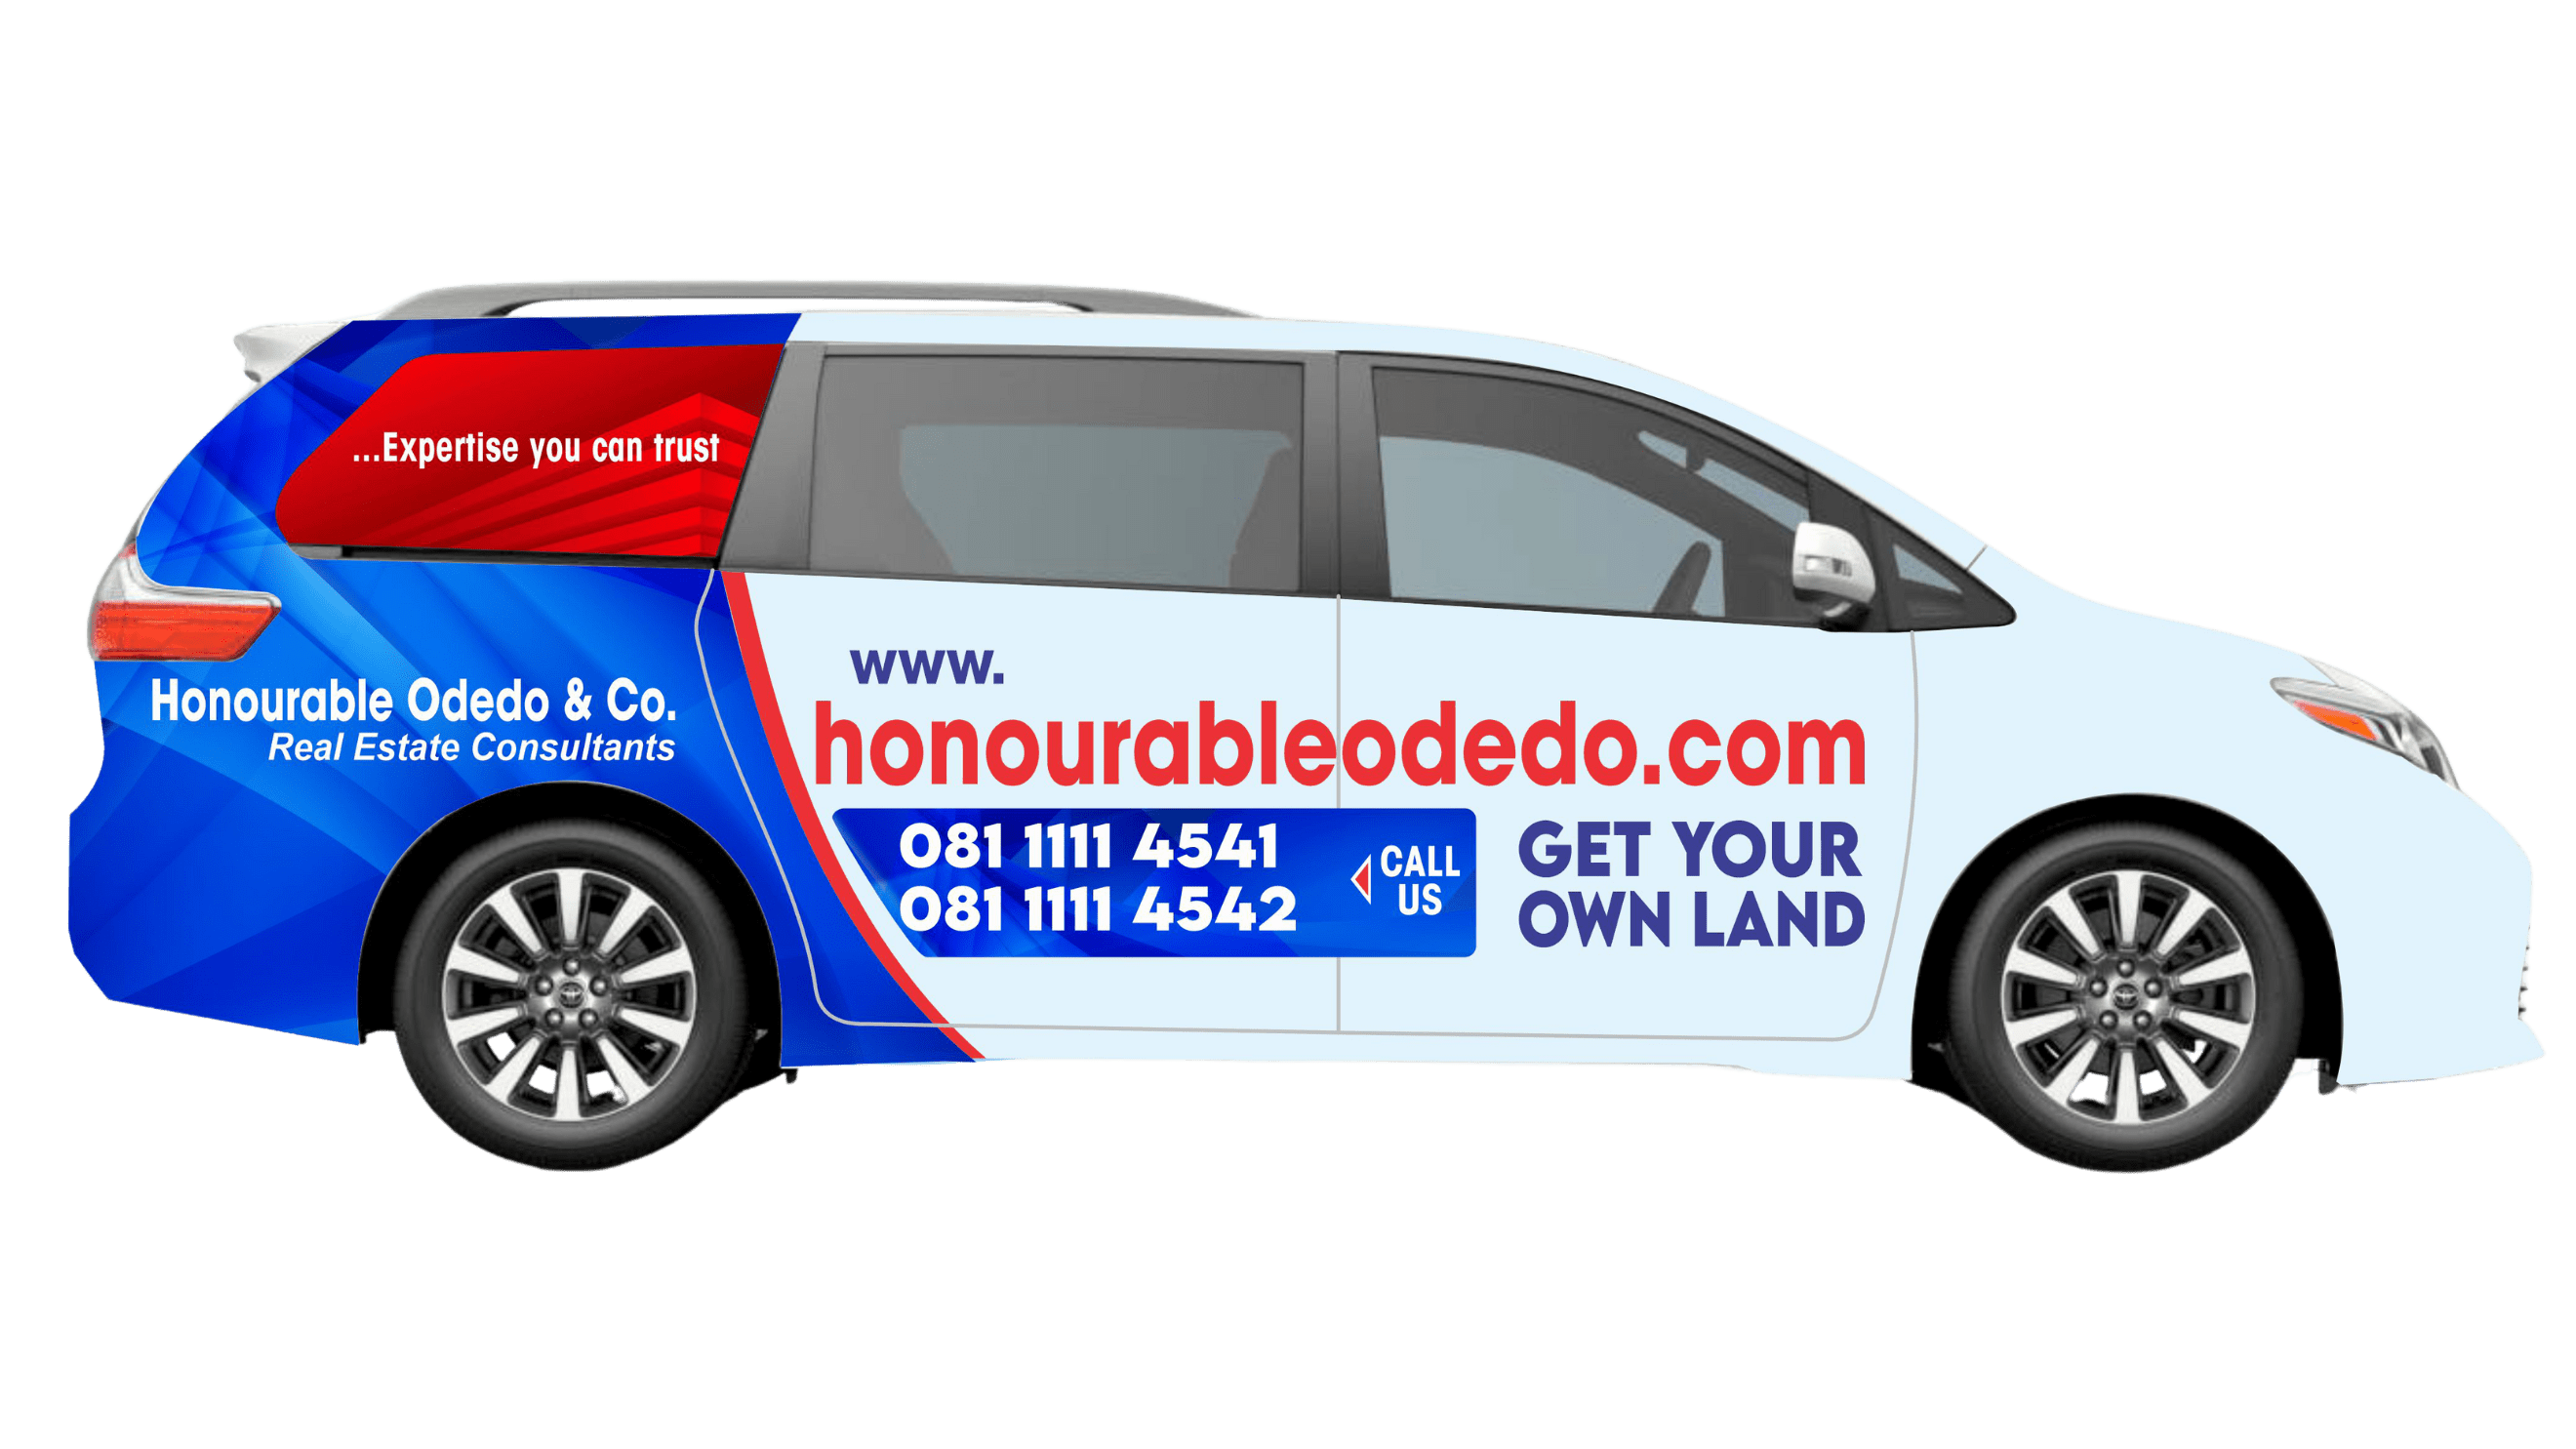 ...Expertise you can trust
Honourable Odedo & Co.
Real Estate Consultants
www.
honourableodedo.com
081 1111 4541
081 1111 4542
CALL
US
GET YOUR
OWN LAND